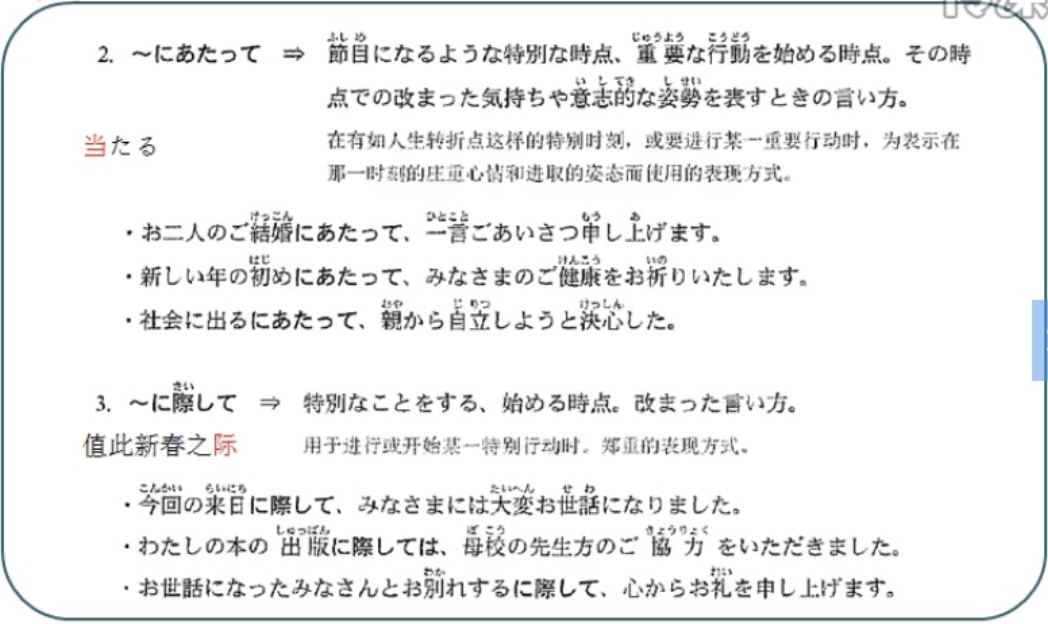 2. ～にあたって ⇒ 節目になるような特別な時点、重要な行動を始める時点。その時
点での改まった気持ちや意志的な姿勢を表すときの言い方。
当たる
在有如人生转折点这样的特别时刻，或要进行某一重要行动时，为表示在
那一时刻的庄重心情和进取的姿态而使用的表现方式。
・お二人のご結婚にあたって、一言ごあいさつ申し上げます。
・新しい年の初めにあたって、みなさまのご健康をお祈りいたします。
・社会に出るにあたって、親から自立しようと決心した。
3. ～に際して ⇒ 特別なことをする、始める時点。改まった言い方。
值此新春之际
用于进行或开始某一特别行动时。郑重的表现方式。
・今回の来日に際して、みなさまには大変お世話になりました。
・わたしの本の出版に際しては、母校の先生方のご協力をいただきました。
・お世話になったみなさんとお別れするに際して、心からお礼を申し上げます。